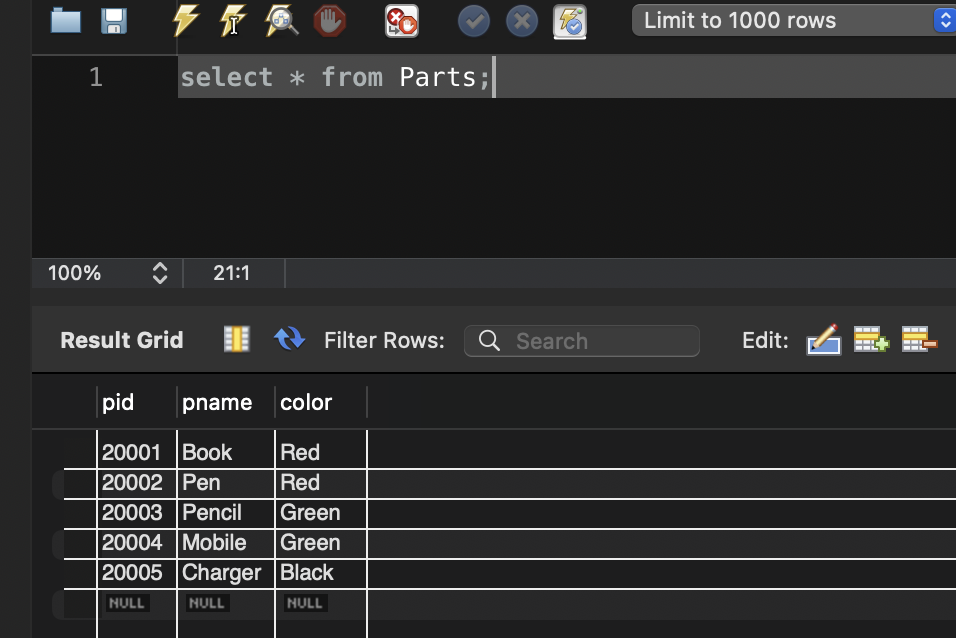 Limit to 1000 rows
1 select * from Parts;
100% 21:1
Result Grid Filter Rows: Search Edit:
pid pname color
20001 Book Red
20002 Pen Red
20003 Pencil Green
20004 Mobile Green
20005 Charger Black
NULL NULL NULL